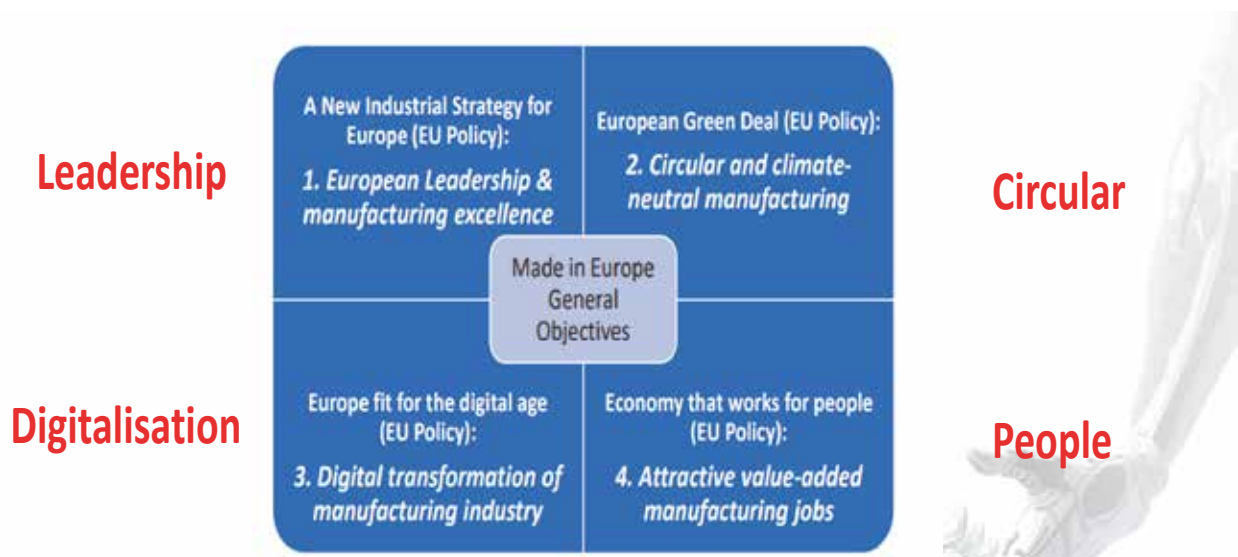 Leadership
A New Industrial Strategy for
Europe (EU Policy):
1. European Leadership &
manufacturing excellence
European Green Deal (EU Policy):
2. Circular and climate-
neutral manufacturing
Circular
Made in Europe
General
Objectives
Digitalisation
Europe fit for the digital age
(EU Policy):
3. Digital transformation of
manufacturing industry
Economy that works for people
(EU Policy):
4. Attractive value-added
manufacturing jobs
People